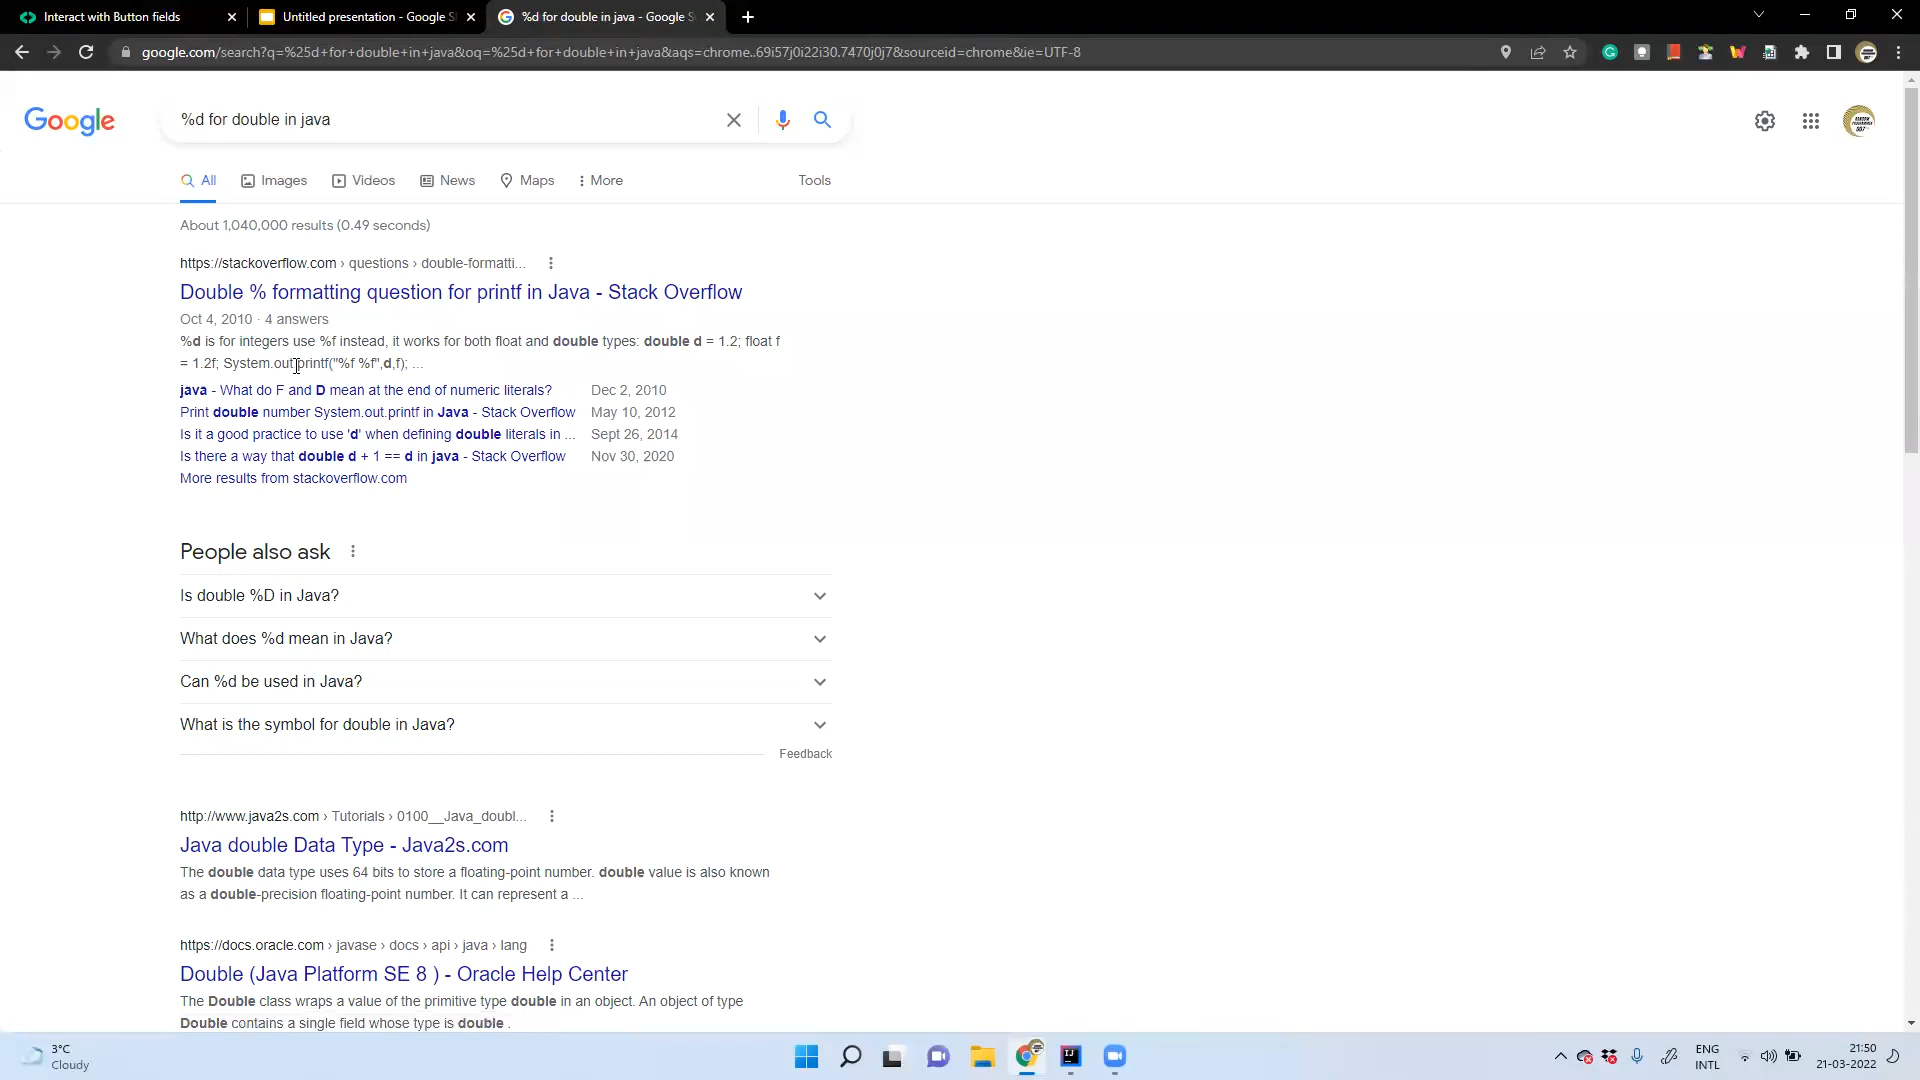 Interact with Button fields
Untitled presentation - Google S
%d for double in java - Google S
google.com/search?q=%25d+for+double+in+java&oq=%25d+for+double+in+java&aqs=chrome..69i57j0i22i30.7470j0j7&sourceid=chrome&ie=UTF-8
Google
%d for double in java
All
Images
Videos
News
Maps
More
Tools
About 1,040,000 results (0.49 seconds)
https://stackoverflow.com › questions › double-formatti...
Double % formatting question for printf in Java - Stack Overflow
Oct 4, 2010 · 4 answers
%d is for integers use %f instead, it works for both float and double types: double d = 1.2; float f
= 1.2f; System.out.printf("%f %f",d,f); ...
java - What do F and D mean at the end of numeric literals? Dec 2, 2010
Print double number System.out.printf in Java - Stack Overflow May 10, 2012
Is it a good practice to use 'd' when defining double literals in ... Sept 26, 2014
Is there a way that double d + 1 == d in java - Stack Overflow Nov 30, 2020
More results from stackoverflow.com
People also ask
Is double %D in Java?
What does %d mean in Java?
Can %d be used in Java?
What is the symbol for double in Java?
Feedback
http://www.java2s.com › Tutorials › 0100__Java_doubl...
Java double Data Type - Java2s.com
The double data type uses 64 bits to store a floating-point number. double value is also known
as a double-precision floating-point number. It can represent a ...
https://docs.oracle.com › javase › docs › api › java › lang
Double (Java Platform SE 8 ) - Oracle Help Center
The Double class wraps a value of the primitive type double in an object. An object of type
Double contains a single field whose type is double .
3°C
Cloudy
ENG
INTL
21:50
21-03-2022